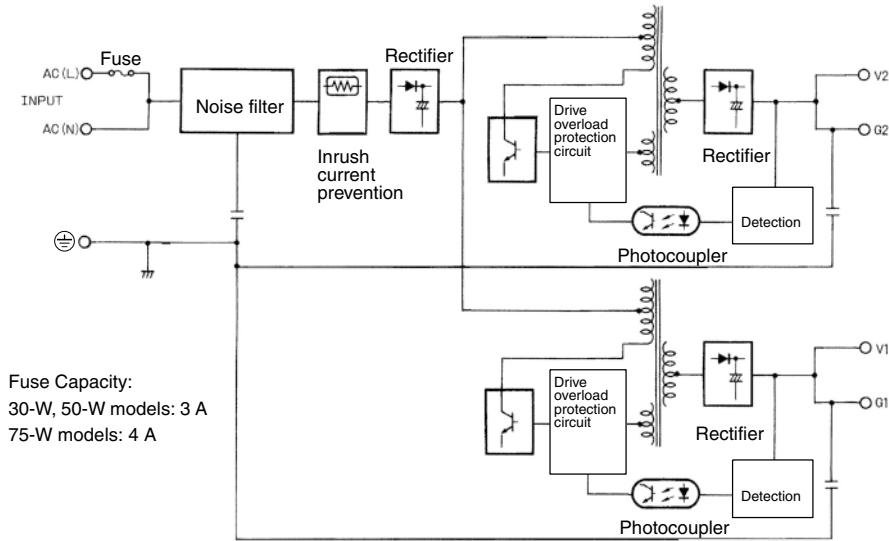 Fuse
AC(L)
INPUT
AC(N)
Noise filter
Inrush
current
prevention
Rectifier
Drive
overload
protection
circuit
Rectifier
V2
G2
Detection
Photocoupler
Drive
overload
protection
circuit
Rectifier
V1
G1
Detection
Photocoupler
Fuse Capacity:
30-W, 50-W models: 3 A
75-W models: 4 A